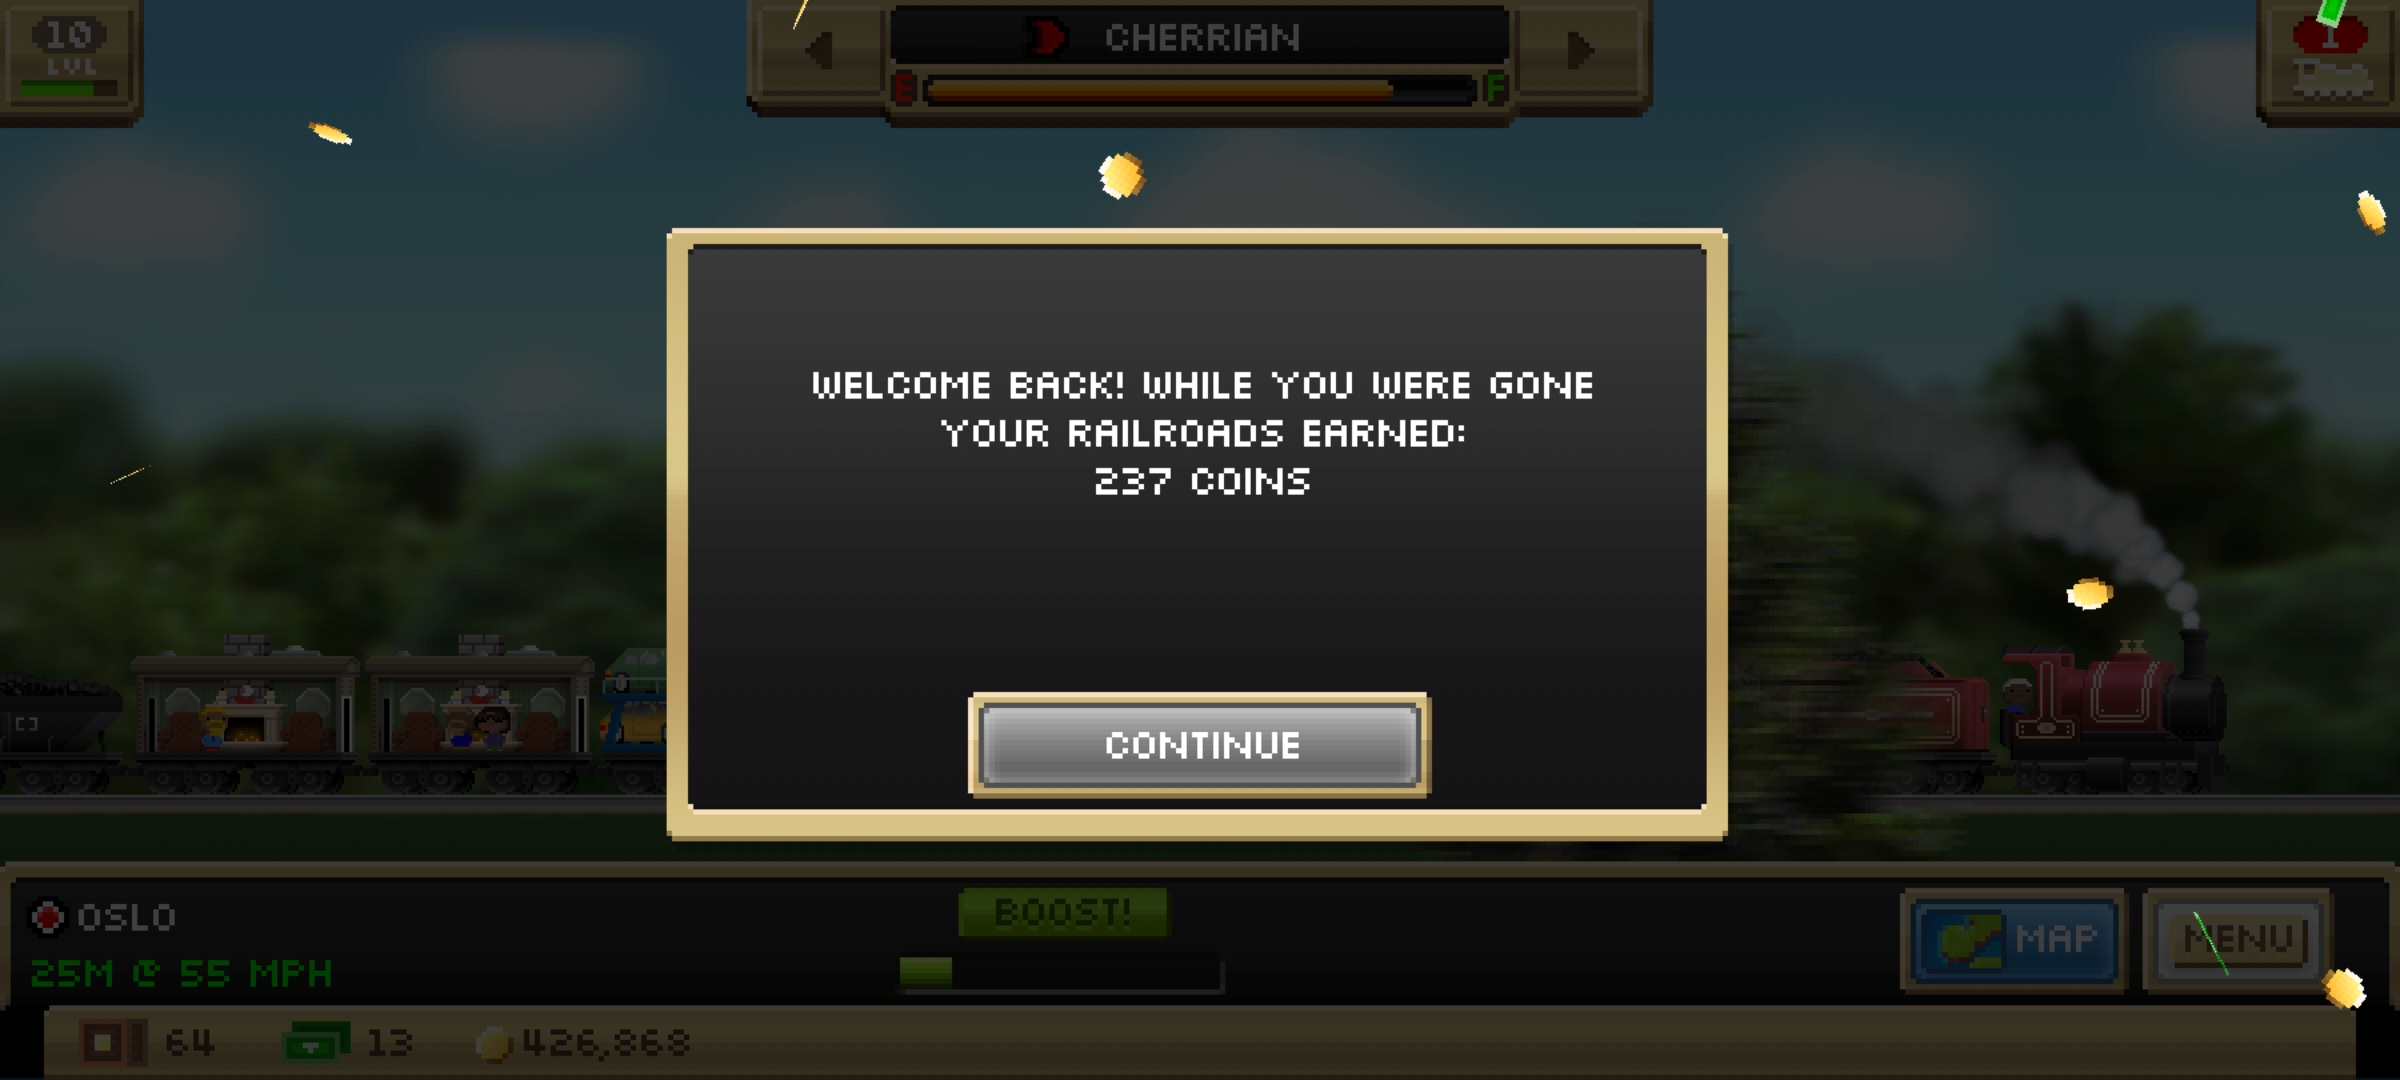 10
LVL
CHERRIAN
E F
1
WELCOME BACK! WHILE YOU WERE GONE
YOUR RAILROADS EARNED:
237 COINS
CONTINUE
OSLO
25M @ 55 MPH
BOOST!
MAP
MENU
64 13 426,868